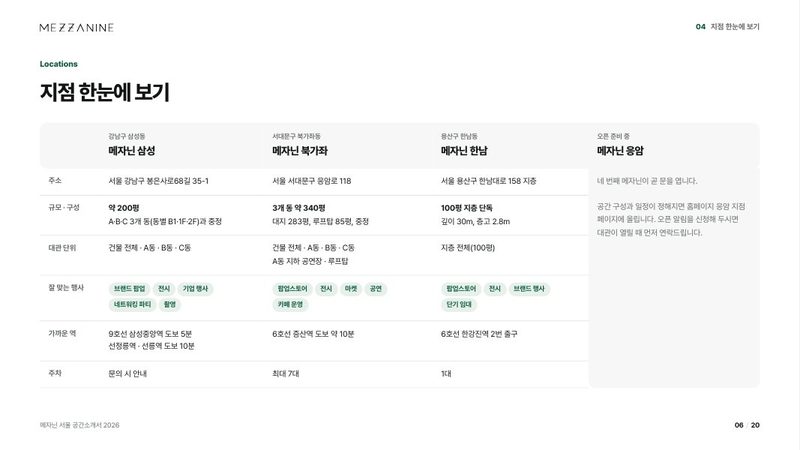 MEZZANINE
04 지점 한눈에 보기
Locations
지점 한눈에 보기
강남구 삼성동
메자닌 삼성
서대문구 북가좌동
메자닌 북가좌
용산구 한남동
메자닌 한남
오픈 준비 중
메자닌 응암
주소
서울 강남구 봉은사로68길 35-1
서울 서대문구 응암로 118
서울 용산구 한남대로 158 지층
네 번째 메자닌이 곧 문을 엽니다.
공간 구성과 일정이 정해지면 홈페이지 응암 지점
페이지에 올립니다. 오픈 알림을 신청해 두시면
대관이 열릴 때 먼저 연락드립니다.
규모 · 구성
약 200평
A·B·C 3개 동(동별 B1·1F·2F)과 중정
3개 동 약 340평
대지 283평, 루프탑 85평, 중정
100평 지층 단독
깊이 30m, 층고 2.8m
대관 단위
건물 전체 · A동 · B동 · C동
건물 전체 · A동 · B동 · C동
A동 지하 공연장 · 루프탑
지층 전체(100평)
잘 맞는 행사
브랜드 팝업 전시 기업 행사
네트워킹 파티 촬영
팝업스토어 전시 마켓 공연
카페 운영
팝업스토어 전시 브랜드 행사
단기 임대
가까운 역
9호선 삼성중앙역 도보 5분
선정릉역 · 선릉역 도보 10분
6호선 증산역 도보 약 10분
6호선 한강진역 2번 출구
주차
문의 시 안내
최대 7대
1대
메자닌 서울 공간소개서 2026
06 / 20